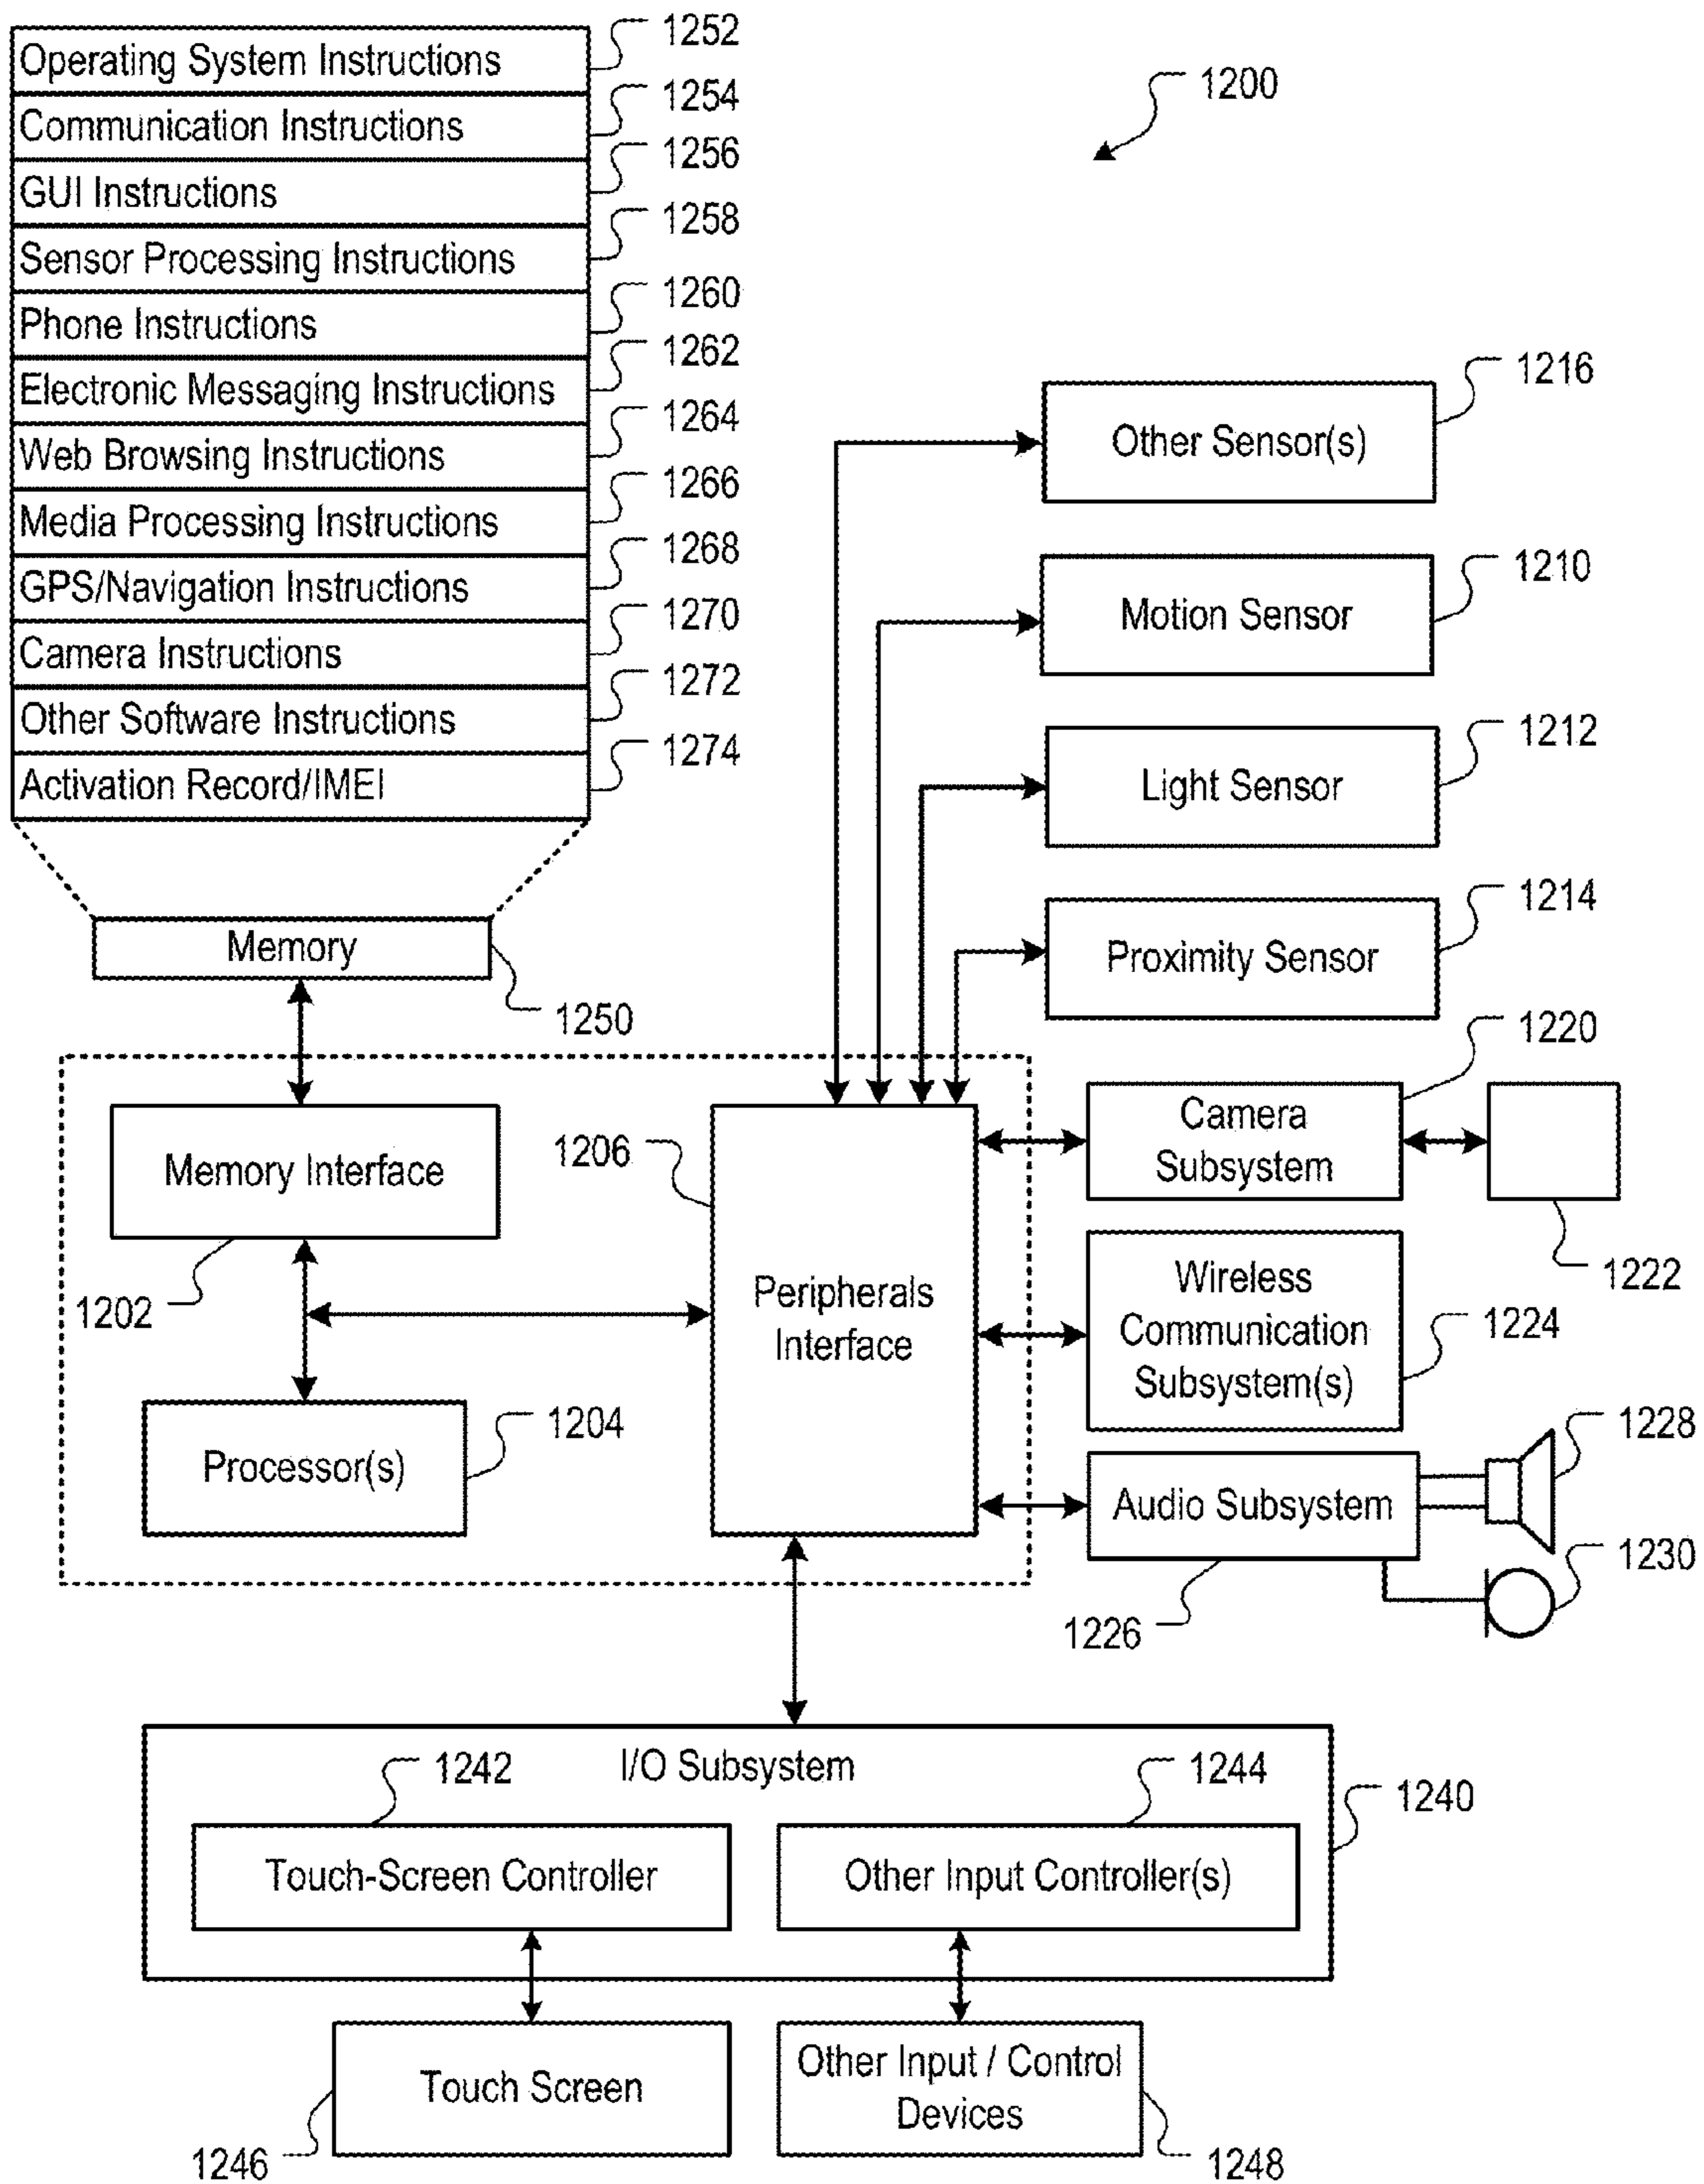 1252
Operating System Instructions
1254
Communication Instructions
1256
GUI Instructions
1258
Sensor Processing Instructions
1260
Phone Instructions
1262
Electronic Messaging Instructions
1264
Web Browsing Instructions
1266
Media Processing Instructions
1268
GPS/Navigation Instructions
1270
Camera Instructions
1272
Other Software Instructions
1274
Activation Record/IMEI
1200
Memory
1250
1216
Other Sensor(s)
1210
Motion Sensor
1212
Light Sensor
1214
Proximity Sensor
Memory Interface
1202
Processor(s)
1204
1206
Peripherals
Interface
1220
Camera
Subsystem
1222
Wireless
Communication
Subsystem(s)
1224
Audio Subsystem
1226
1228
1230
I/O Subsystem
1240
1242
Touch-Screen Controller
1244
Other Input Controller(s)
Touch Screen
1246
Other Input / Control
Devices
1248